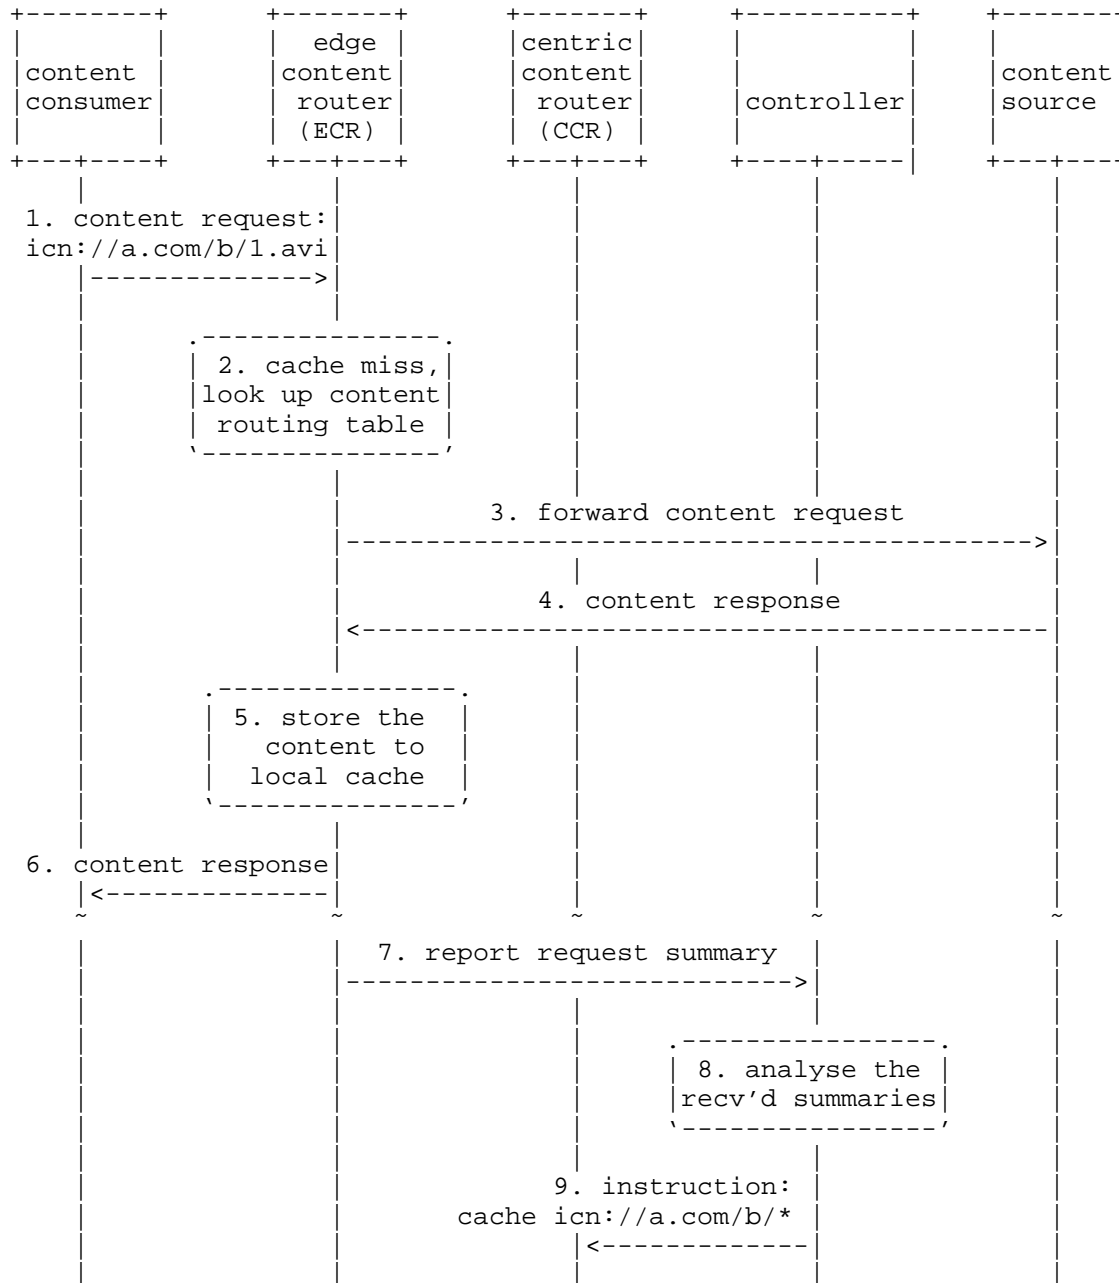 edge centric
content content content content
consumer router router controller source
(ECR) (CCR)
1. content request:
icn://a.com/b/1.avi
2. cache miss,
look up content
routing table
3. forward content request
4. content response
5. store the
content to
local cache
6. content response
7. report request summary
8. analyse the
recv'd summaries
9. instruction:
cache icn://a.com/b/*